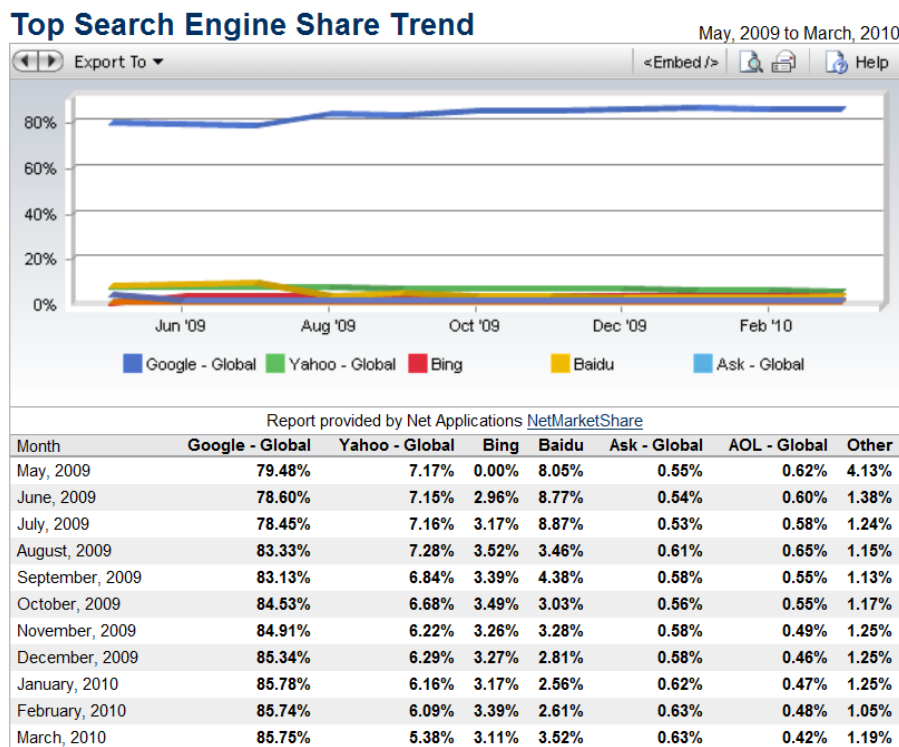 Top Search Engine Share Trend
May, 2009 to March, 2010
Export To
<Embed />
Help
80%
60%
40%
20%
0%
Jun '09 Aug '09 Oct '09 Dec '09 Feb '10
Google - Global Yahoo - Global Bing Baidu Ask - Global
Report provided by Net Applications NetMarketShare
Month Google - Global Yahoo - Global Bing Baidu Ask - Global AOL - Global Other
May, 2009 79.48% 7.17% 0.00% 8.05% 0.55% 0.62% 4.13%
June, 2009 78.60% 7.15% 2.96% 8.77% 0.54% 0.60% 1.38%
July, 2009 78.45% 7.16% 3.17% 8.87% 0.53% 0.58% 1.24%
August, 2009 83.33% 7.28% 3.52% 3.46% 0.61% 0.65% 1.15%
September, 2009 83.13% 6.84% 3.39% 4.38% 0.58% 0.55% 1.13%
October, 2009 84.53% 6.68% 3.49% 3.03% 0.56% 0.55% 1.17%
November, 2009 84.91% 6.22% 3.26% 3.28% 0.58% 0.49% 1.25%
December, 2009 85.34% 6.29% 3.27% 2.81% 0.58% 0.46% 1.25%
January, 2010 85.78% 6.16% 3.17% 2.56% 0.62% 0.47% 1.25%
February, 2010 85.74% 6.09% 3.39% 2.61% 0.63% 0.48% 1.05%
March, 2010 85.75% 5.38% 3.11% 3.52% 0.63% 0.42% 1.19%